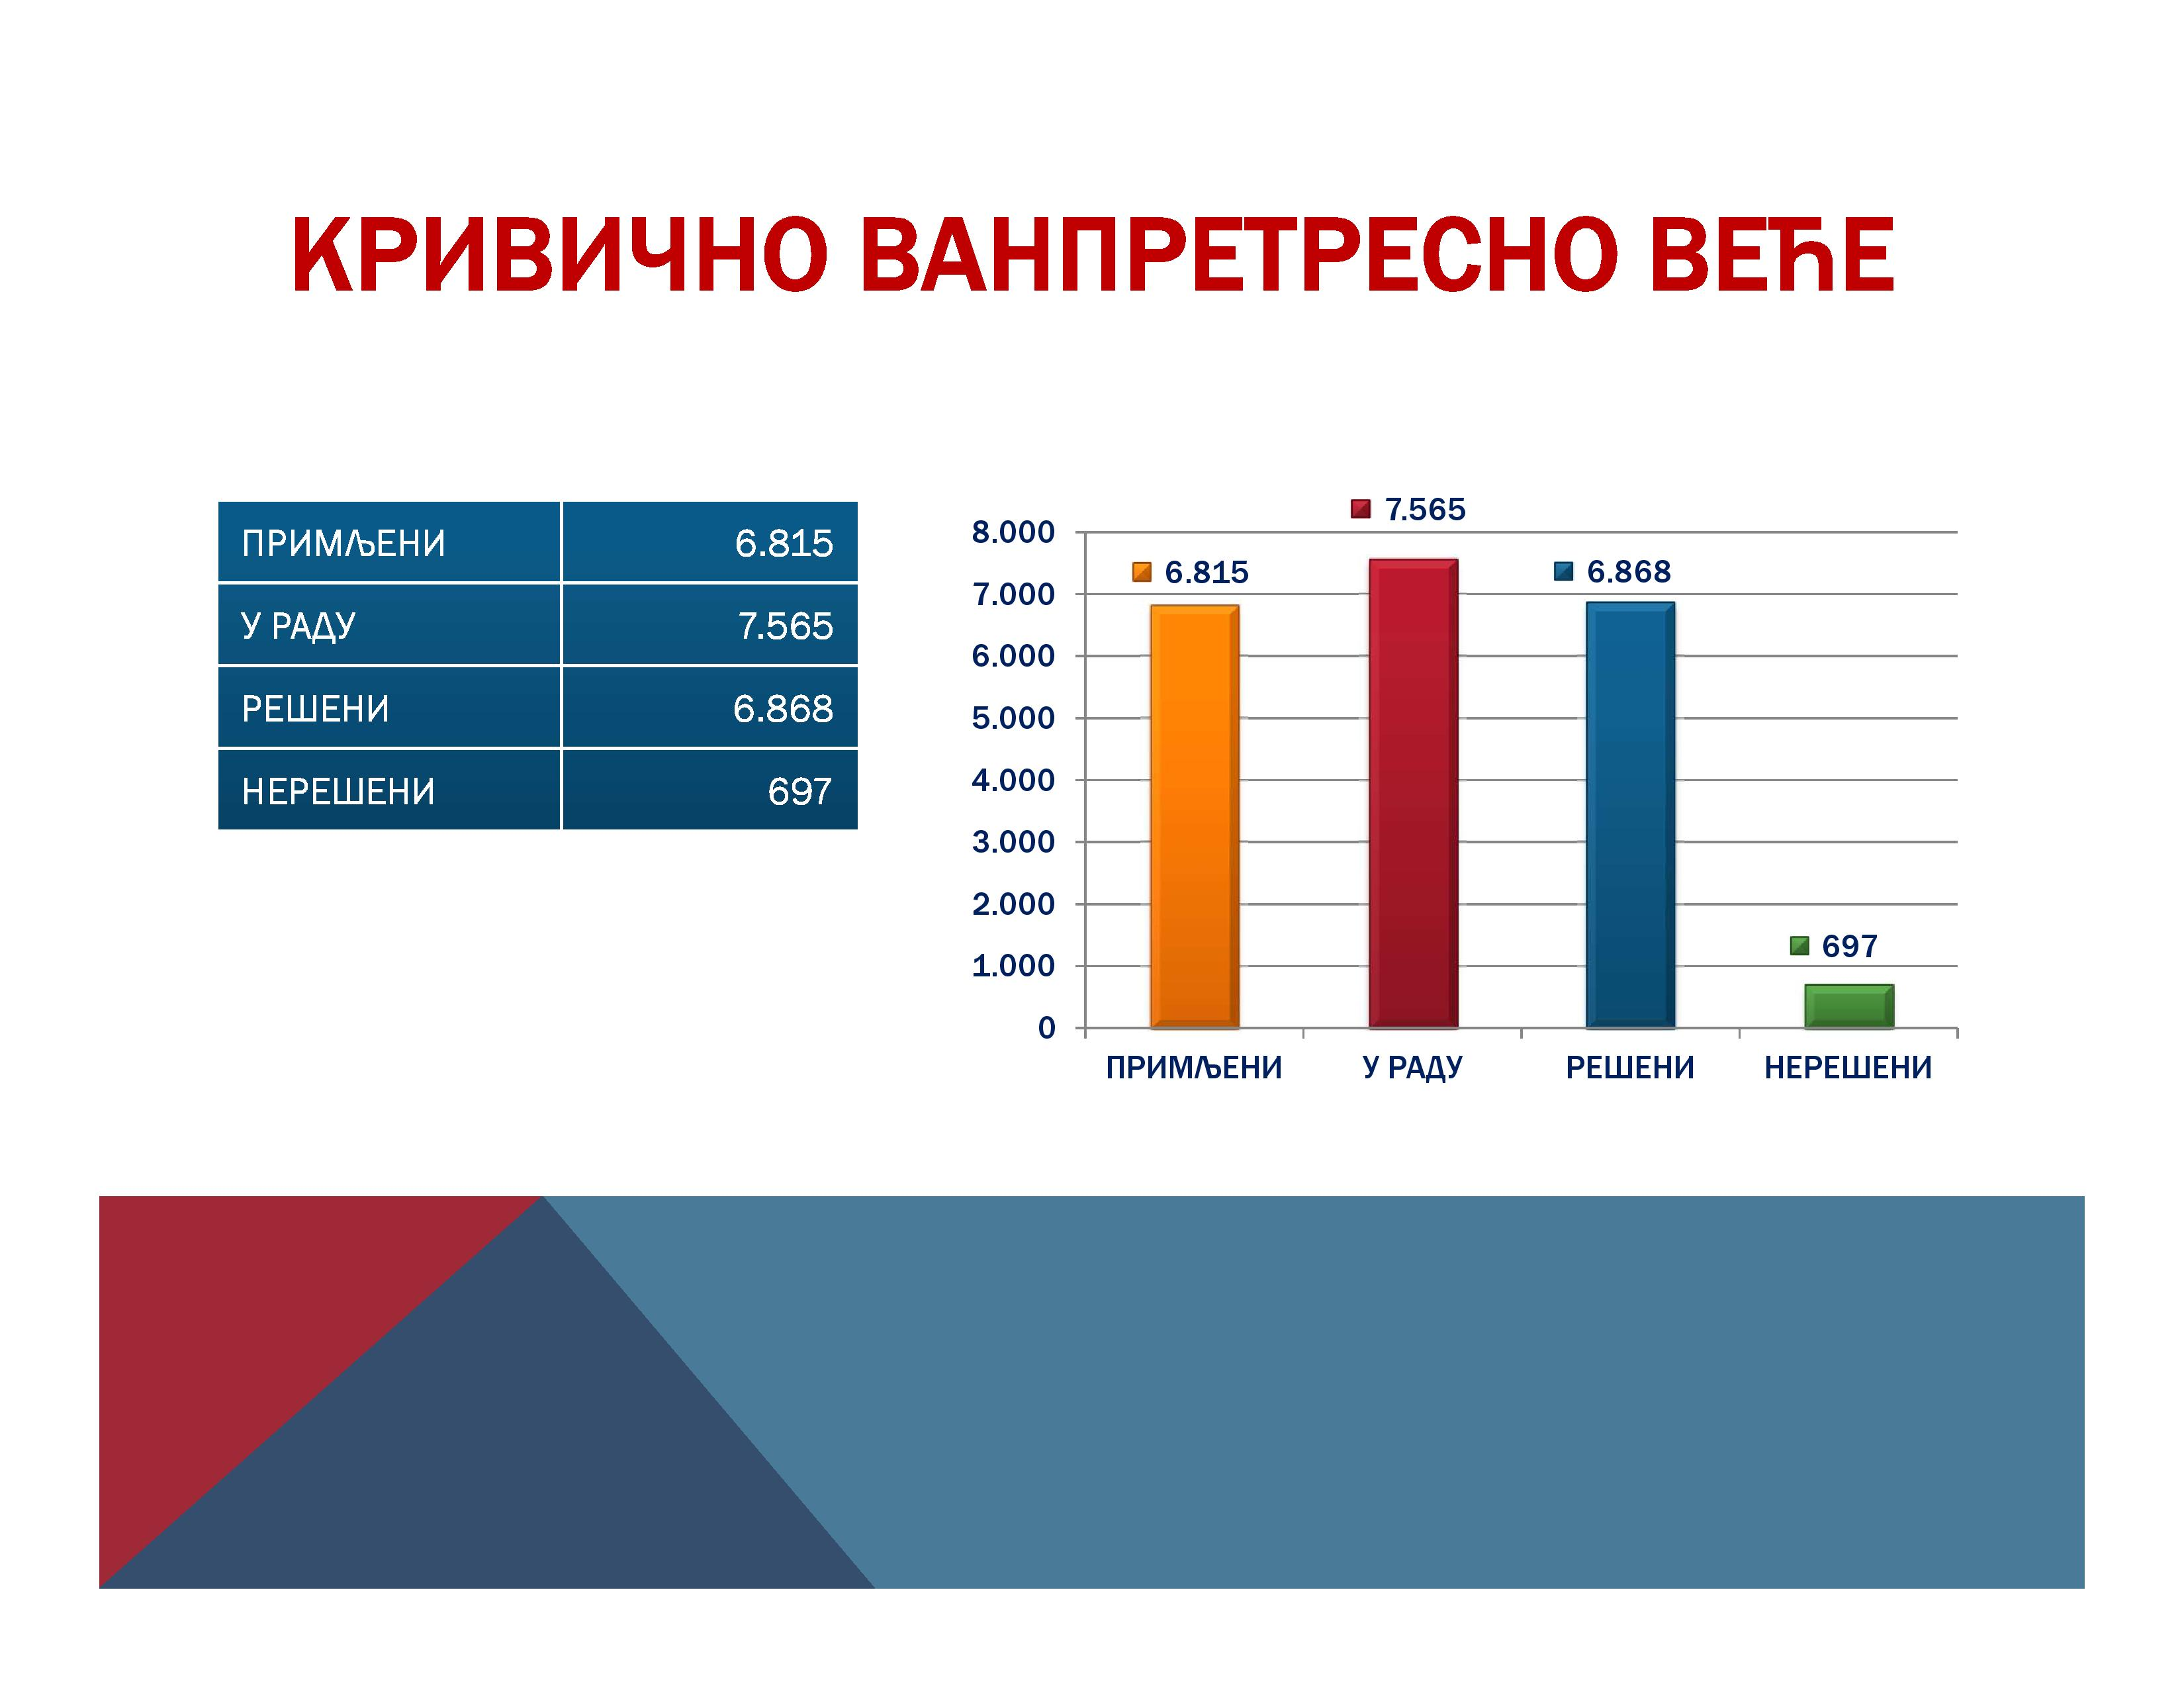 КРИВИЧНО ВАНПРЕТРЕСНО ВЕЋЕ
ПРИМЉЕНИ 6.815
У РАДУ 7.565
РЕШЕНИ 6.868
НЕРЕШЕНИ 697
7.565
8.000
6.815
6.868
7.000
6.000
5.000
4.000
3.000
2.000
697
1.000
0
ПРИМЉЕНИ У РАДУ РЕШЕНИ НЕРЕШЕНИ